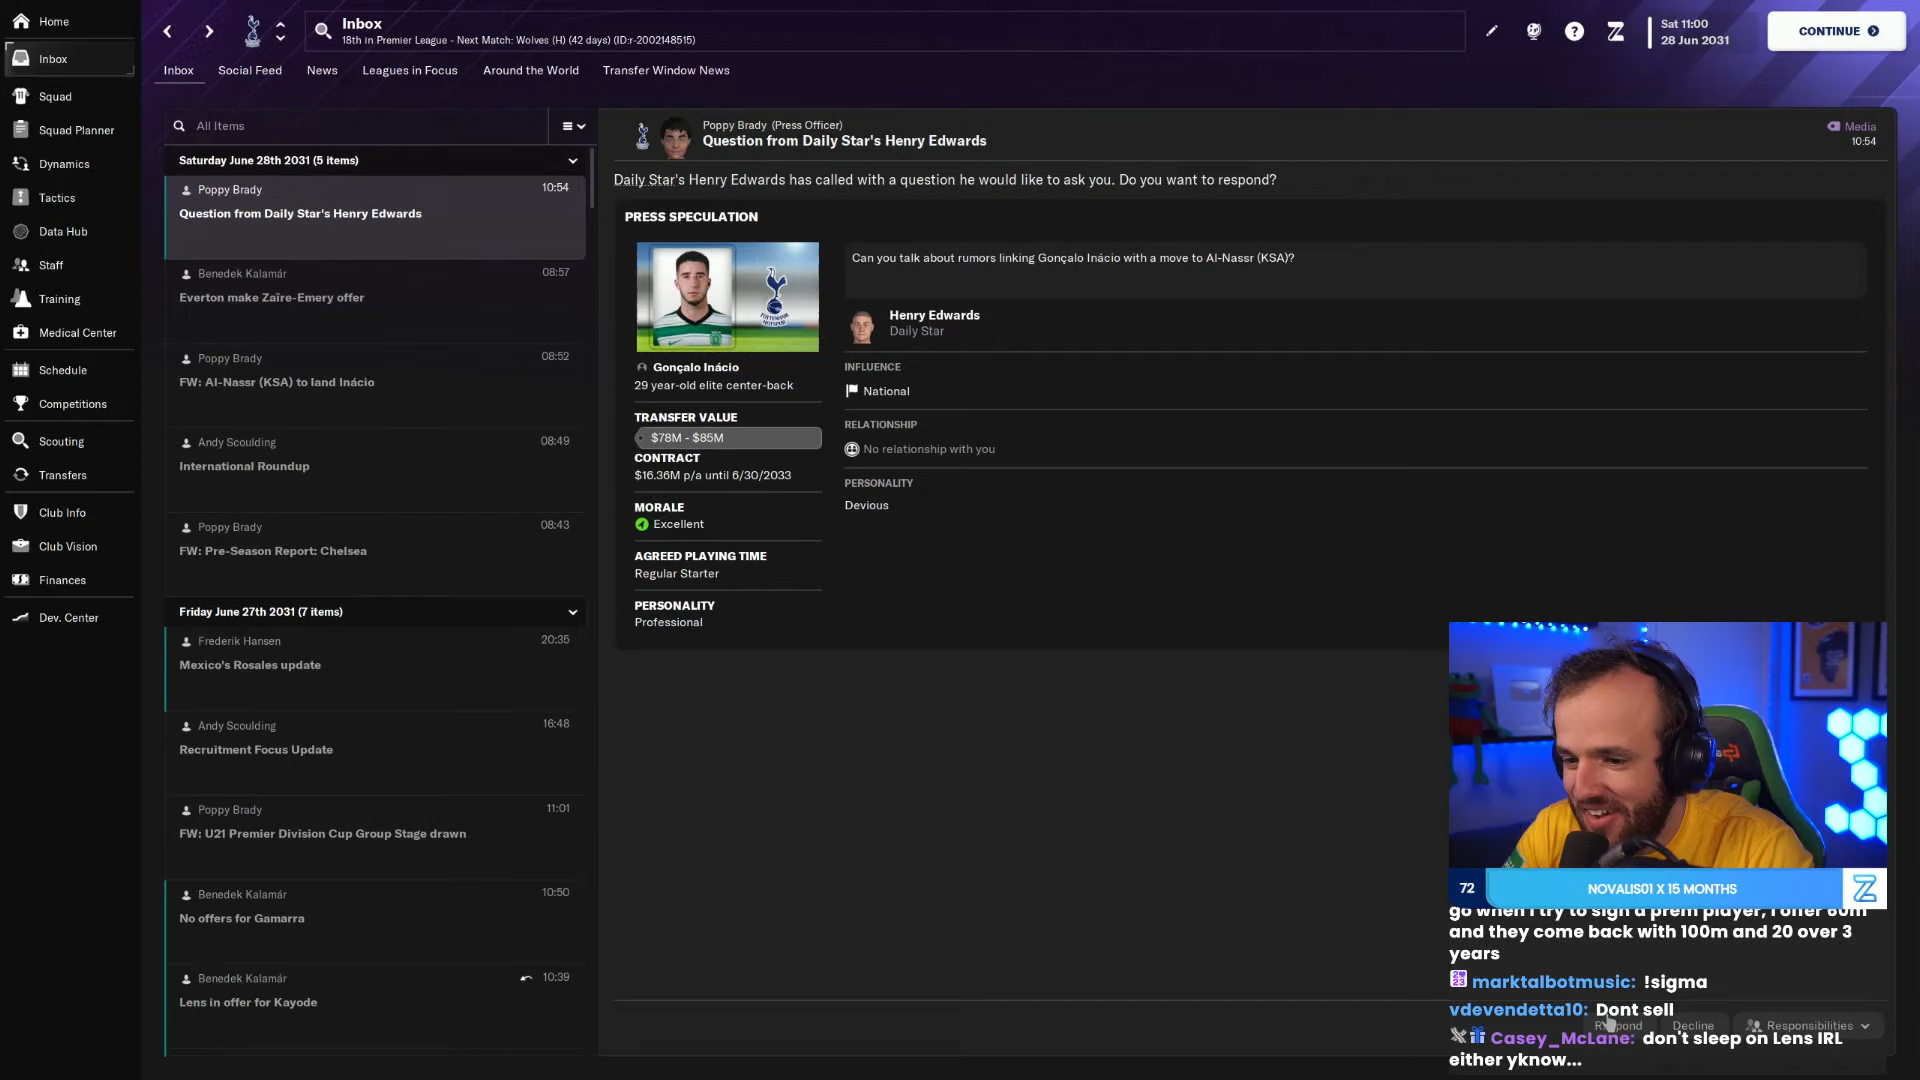 Home
Inbox
Squad
Squad Planner
Dynamics
Tactics
Data Hub
Staff
Training
Medical Center
Schedule
Competitions
Scouting
Transfers
Club Info
Club Vision
Finances
Dev. Center
Inbox
18th in Premier League - Next Match: Wolves (H) (42 days) (ID:r-2002148515)
Sat 11:00
28 Jun 2031
CONTINUE
Inbox
Social Feed
News
Leagues in Focus
Around the World
Transfer Window News
All Items
Saturday June 28th 2031 (5 items)
Poppy Brady 10:54
Question from Daily Star's Henry Edwards
Benedek Kalamár 08:57
Everton make Zaïre-Emery offer
Poppy Brady 08:52
FW: Al-Nassr (KSA) to land Inácio
Andy Scoulding 08:49
International Roundup
Poppy Brady 08:43
FW: Pre-Season Report: Chelsea
Friday June 27th 2031 (7 items)
Frederik Hansen 20:35
Mexico's Rosales update
Andy Scoulding 16:48
Recruitment Focus Update
Poppy Brady 11:01
FW: U21 Premier Division Cup Group Stage drawn
Benedek Kalamár 10:50
No offers for Gamarra
Benedek Kalamár 10:39
Lens in offer for Kayode
Poppy Brady (Press Officer)
Question from Daily Star's Henry Edwards
Media
10:54
Daily Star's Henry Edwards has called with a question he would like to ask you. Do you want to respond?
PRESS SPECULATION
TOTTENHAM
HOTSPUR
Gonçalo Inácio
29 year-old elite center-back
TRANSFER VALUE
$78M - $85M
CONTRACT
$16.36M p/a until 6/30/2033
MORALE
Excellent
AGREED PLAYING TIME
Regular Starter
PERSONALITY
Professional
Can you talk about rumors linking Gonçalo Inácio with a move to Al-Nassr (KSA)?
Henry Edwards
Daily Star
INFLUENCE
National
RELATIONSHIP
No relationship with you
PERSONALITY
Devious
72 NOVALIS01 X 15 MONTHS
go when I try to sign a prem player, I offer 60m
and they come back with 100m and 20 over 3
years
marktalbotmusic: !sigma
vdevendetta10: Dont sell
Respond
Decline
Responsibilities
Casey_McLane: don't sleep on Lens IRL
either yknow...